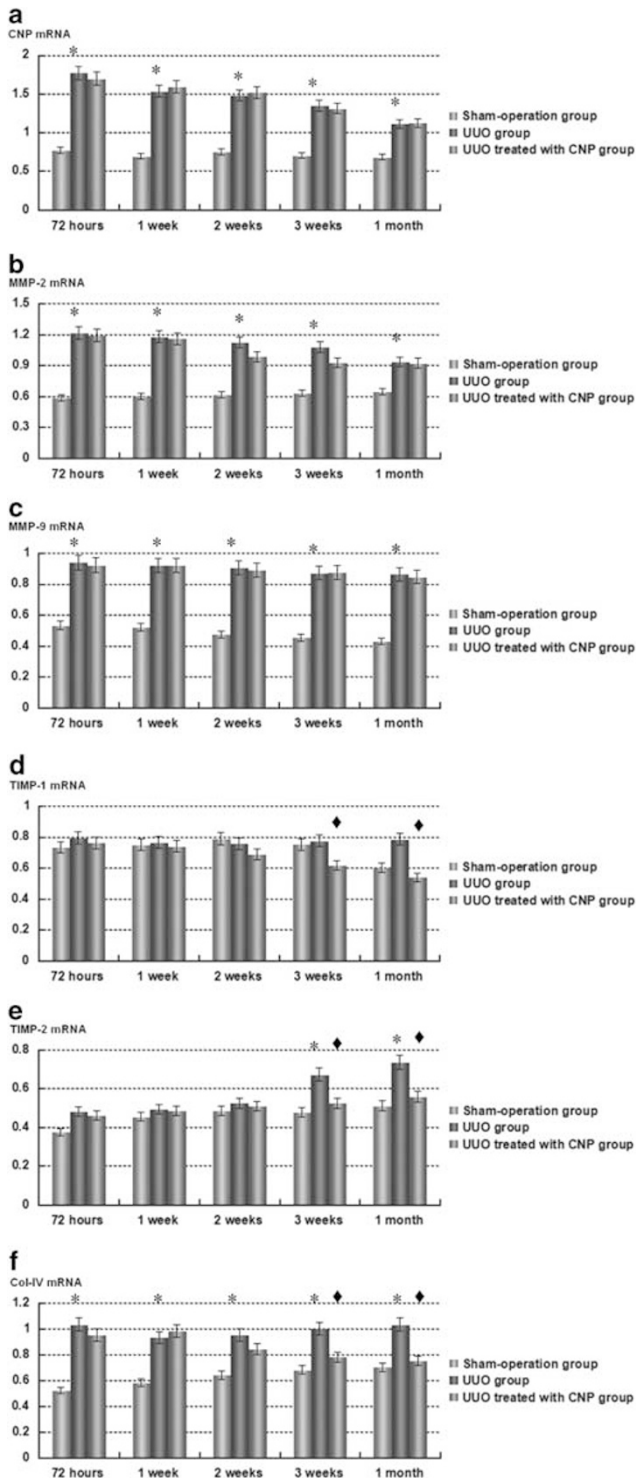 a
CNP mRNA
2
1.5
1
0.5
0
* * * * *
72 hours 1 week 2 weeks 3 weeks 1 month
Sham-operation group
UUO group
UUO treated with CNP group
b
MMP-2 mRNA
1.5
1.2
0.9
0.6
0.3
0
* * * * *
72 hours 1 week 2 weeks 3 weeks 1 month
Sham-operation group
UUO group
UUO treated with CNP group
c
MMP-9 mRNA
1
0.8
0.6
0.4
0.2
0
* * * * *
72 hours 1 week 2 weeks 3 weeks 1 month
Sham-operation group
UUO group
UUO treated with CNP group
d
TIMP-1 mRNA
1
0.8
0.6
0.4
0.2
0
♦ ♦
72 hours 1 week 2 weeks 3 weeks 1 month
Sham-operation group
UUO group
UUO treated with CNP group
e
TIMP-2 mRNA
0.8
0.6
0.4
0.2
0
* ♦ * ♦
72 hours 1 week 2 weeks 3 weeks 1 month
Sham-operation group
UUO group
UUO treated with CNP group
f
Col-IV mRNA
1.2
1
0.8
0.6
0.4
0.2
0
* * * * ♦ * ♦
72 hours 1 week 2 weeks 3 weeks 1 month
Sham-operation group
UUO group
UUO treated with CNP group